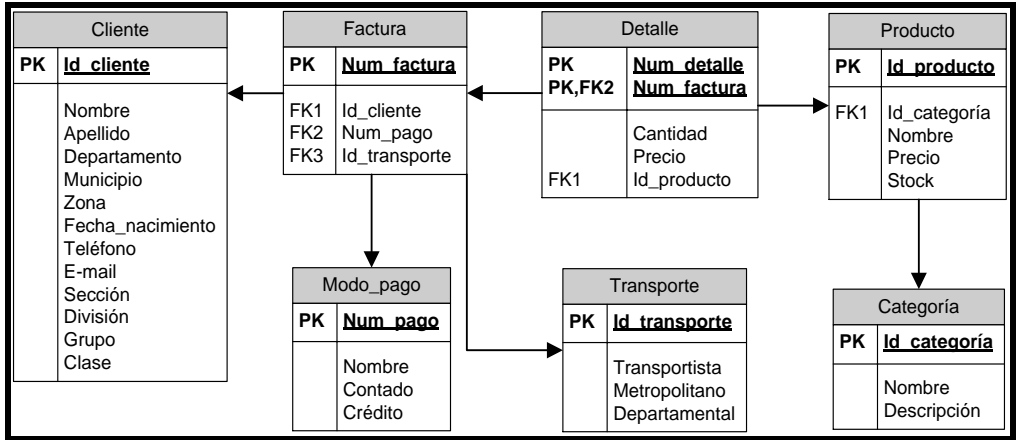 Cliente
PK Id_cliente
Nombre
Apellido
Departamento
Municipio
Zona
Fecha_nacimiento
Teléfono
E-mail
Sección
División
Grupo
Clase
Factura
PK Num_factura
FK1 Id_cliente
FK2 Num_pago
FK3 Id_transporte
Detalle
PK Num_detalle
PK,FK2 Num_factura
Cantidad
Precio
FK1 Id_producto
Producto
PK Id_producto
FK1 Id_categoría
Nombre
Precio
Stock
Modo_pago
PK Num_pago
Nombre
Contado
Crédito
Transporte
PK Id_transporte
Transportista
Metropolitano
Departamental
Categoría
PK Id_categoría
Nombre
Descripción